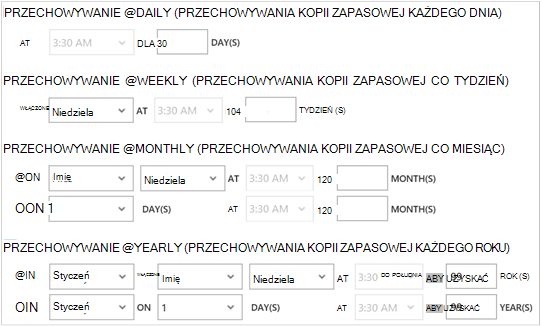 PRZECHOWYWANIE @DAILY (PRZECHOWYWANIA KOPII ZAPASOWEJ KAŻDEGO DNIA)
AT 3:30 AM DLA 30 DAY(S)
PRZECHOWYWANIE @WEEKLY (PRZECHOWYWANIA KOPII ZAPASOWEJ CO TYDZIEŃ)
WŁĄCZONE Niedziela AT 3:30 AM 104 TYDZIEŃ (S)
PRZECHOWYWANIE @MONTHLY (PRZECHOWYWANIA KOPII ZAPASOWEJ CO MIESIĄC)
@ON Imię Niedziela AT 3:30 AM 120 MONTH(S)
OON 1 DAY(S) AT 3:30 AM 120 MONTH(S)
PRZECHOWYWANIE @YEARLY (PRZECHOWYWANIA KOPII ZAPASOWEJ KAŻDEGO ROKU)
@IN Styczeń WŁĄCZONE Imię Niedziela AT 3:30 DO POŁUDNIA ABY UZYSKAĆ 99 ROK (S)
OIN Styczeń ON 1 DAY(S) AT 3:30 AM ABY UZYSKAĆ 99 YEAR(S)